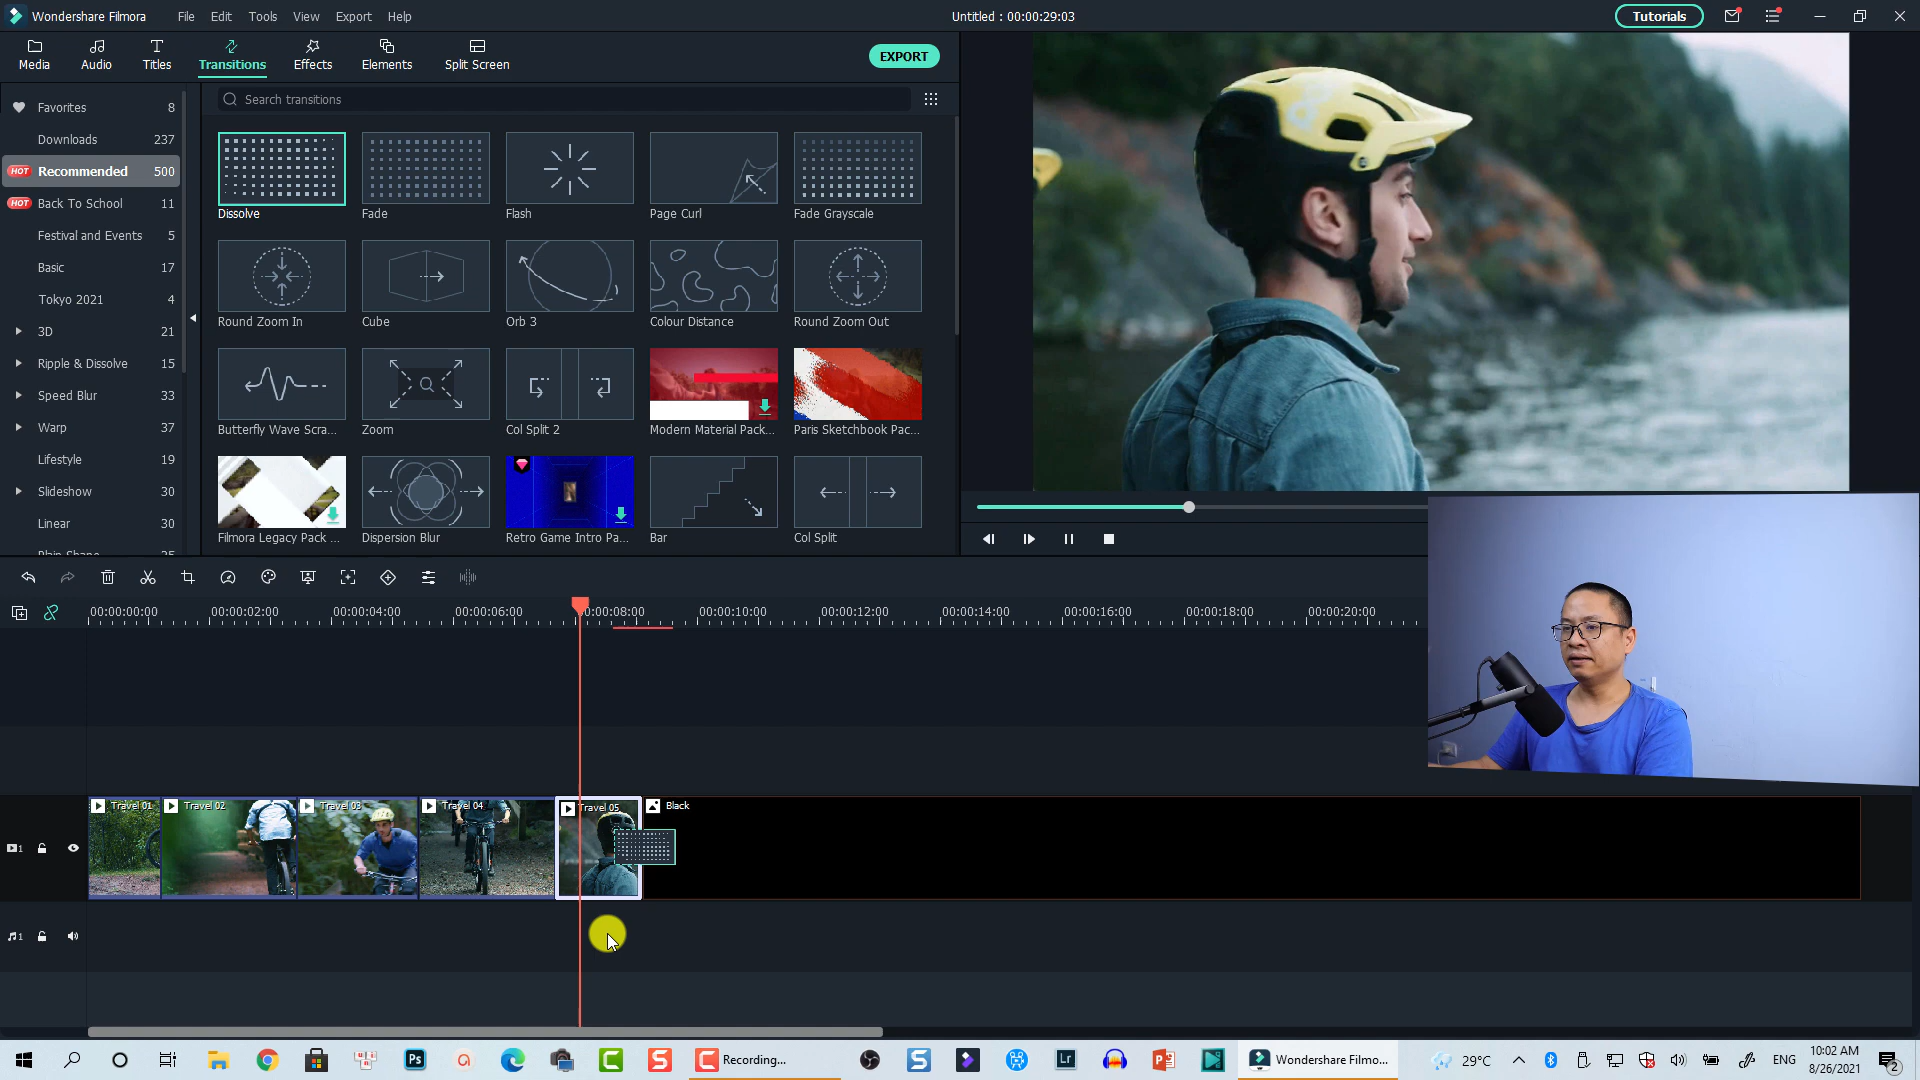 Wondershare Filmora File Edit Tools View Export Help Untitled : 00:00:29:03 Tutorials
Media Audio Titles Transitions Effects Elements Split Screen EXPORT
Search transitions
Favorites 8
Downloads 237
HOT Recommended 500
HOT Back To School 11
Festival and Events 5
Basic 17
Tokyo 2021 4
3D 21
Ripple & Dissolve 15
Speed Blur 33
Warp 37
Lifestyle 19
Slideshow 30
Linear 30
Plain Shape 25
Dissolve Fade Flash Page Curl Fade Grayscale
Round Zoom In Cube Orb 3 Colour Distance Round Zoom Out
Butterfly Wave Scra... Zoom Col Split 2 Modern Material Pack... Paris Sketchbook Pac...
Filmora Legacy Pack ... Dispersion Blur Retro Game Intro Pa... Bar Col Split
00:00:00:00 00:00:02:00 00:00:04:00 00:00:06:00 00:00:08:00 00:00:10:00 00:00:12:00 00:00:14:00 00:00:16:00 00:00:18:00 00:00:20:00
Travel 01 Travel 02 Travel 03 Travel 04 Travel 05 Black
1
1
Ps Recording... Lr Wondershare Filmo... 29°C ENG 10:02 AM
8/26/2021
2